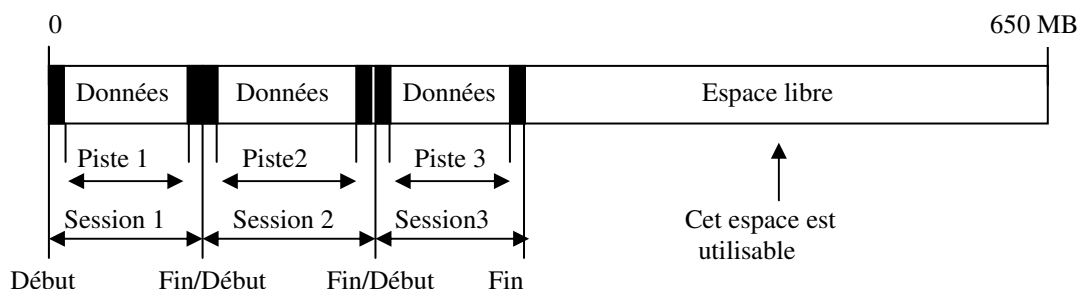 0 650 MB
Données Données Données Espace libre
Piste 1 Piste2 Piste 3
Session 1 Session 2 Session3 Cet espace est
utilisable
Début Fin/Début Fin/Début Fin